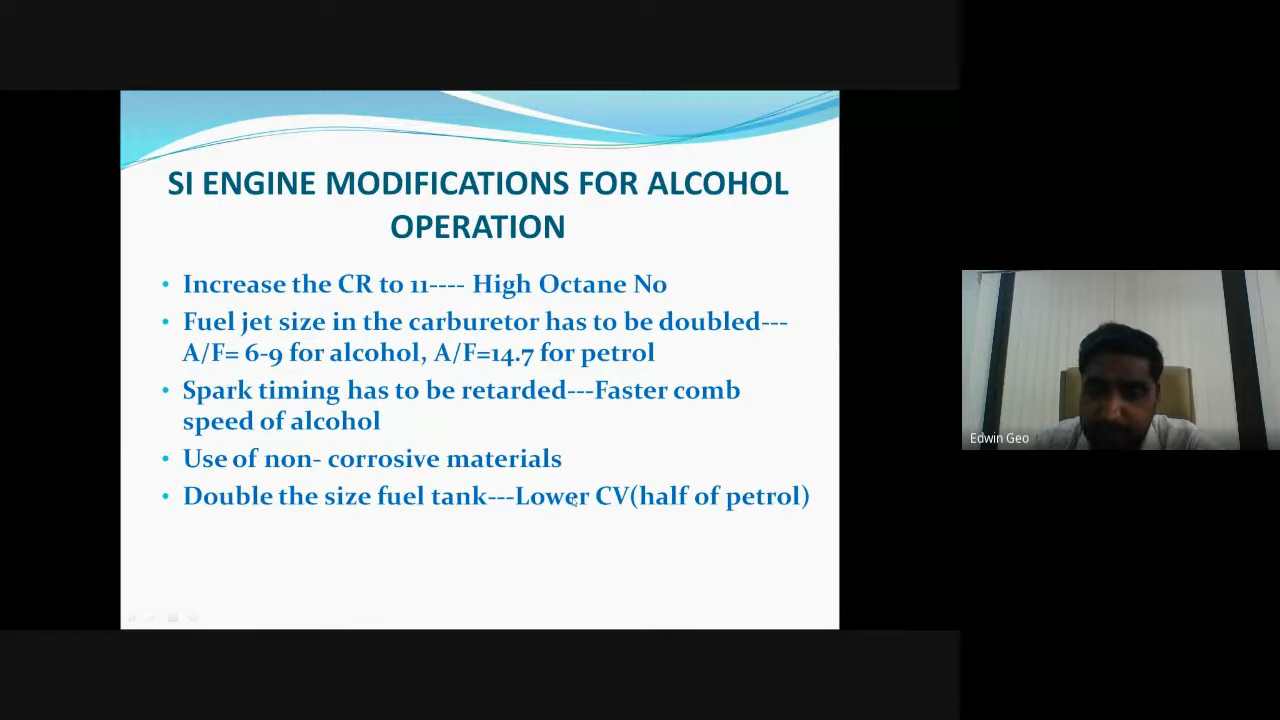 SI ENGINE MODIFICATIONS FOR ALCOHOL
OPERATION
• Increase the CR to 11---- High Octane No
• Fuel jet size in the carburetor has to be doubled---
A/F= 6-9 for alcohol, A/F=14.7 for petrol
• Spark timing has to be retarded---Faster comb
speed of alcohol
• Use of non- corrosive materials
• Double the size fuel tank---Lower CV(half of petrol)
Edwin Geo